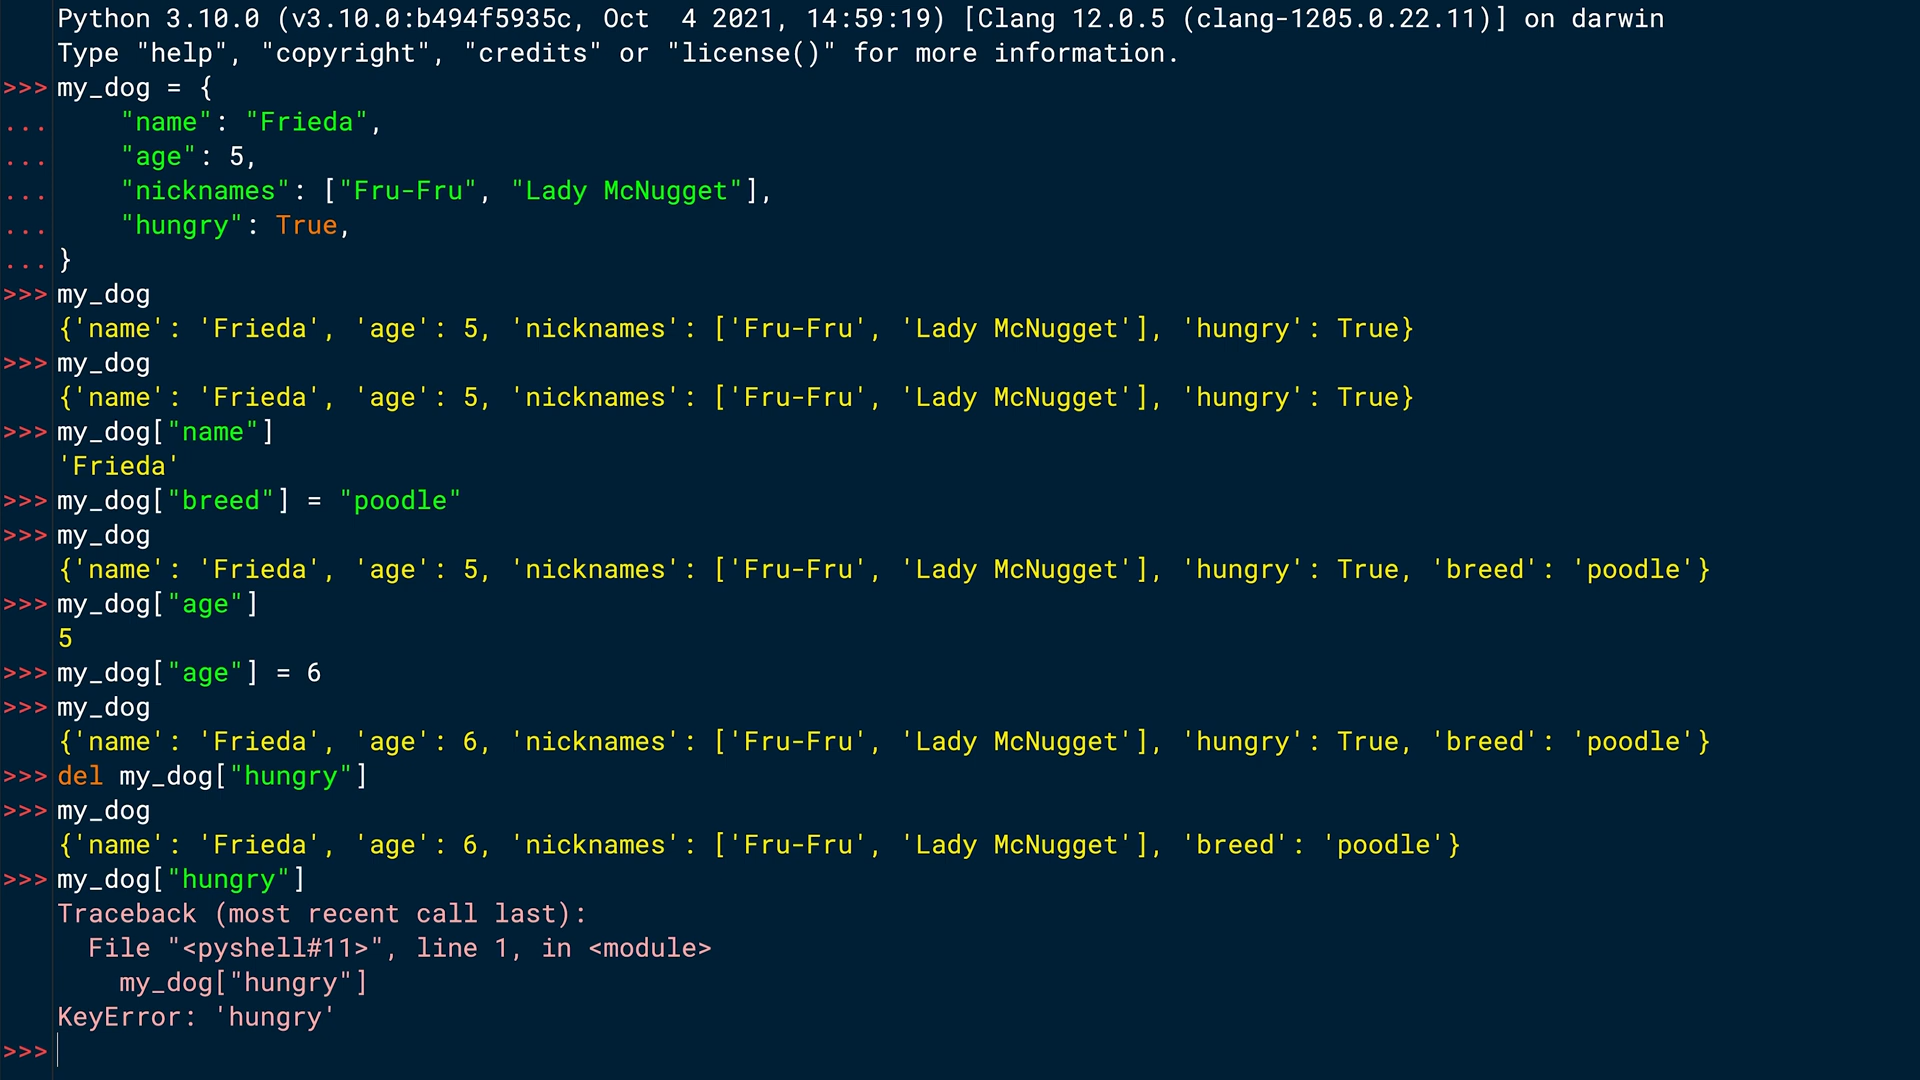 Python 3.10.0 (v3.10.0:b494f5935c, Oct  4 2021, 14:59:19) [Clang 12.0.5 (clang-1205.0.22.11)] on darwin
Type "help", "copyright", "credits" or "license()" for more information.
>>> my_dog = {
...     "name": "Frieda",
...     "age": 5,
...     "nicknames": ["Fru-Fru", "Lady McNugget"],
...     "hungry": True,
... }
>>> my_dog
{'name': 'Frieda', 'age': 5, 'nicknames': ['Fru-Fru', 'Lady McNugget'], 'hungry': True}
>>> my_dog
{'name': 'Frieda', 'age': 5, 'nicknames': ['Fru-Fru', 'Lady McNugget'], 'hungry': True}
>>> my_dog["name"]
'Frieda'
>>> my_dog["breed"] = "poodle"
>>> my_dog
{'name': 'Frieda', 'age': 5, 'nicknames': ['Fru-Fru', 'Lady McNugget'], 'hungry': True, 'breed': 'poodle'}
>>> my_dog["age"]
5
>>> my_dog["age"] = 6
>>> my_dog
{'name': 'Frieda', 'age': 6, 'nicknames': ['Fru-Fru', 'Lady McNugget'], 'hungry': True, 'breed': 'poodle'}
>>> del my_dog["hungry"]
>>> my_dog
{'name': 'Frieda', 'age': 6, 'nicknames': ['Fru-Fru', 'Lady McNugget'], 'breed': 'poodle'}
>>> my_dog["hungry"]
Traceback (most recent call last):
  File "<pyshell#11>", line 1, in <module>
    my_dog["hungry"]
KeyError: 'hungry'
>>>